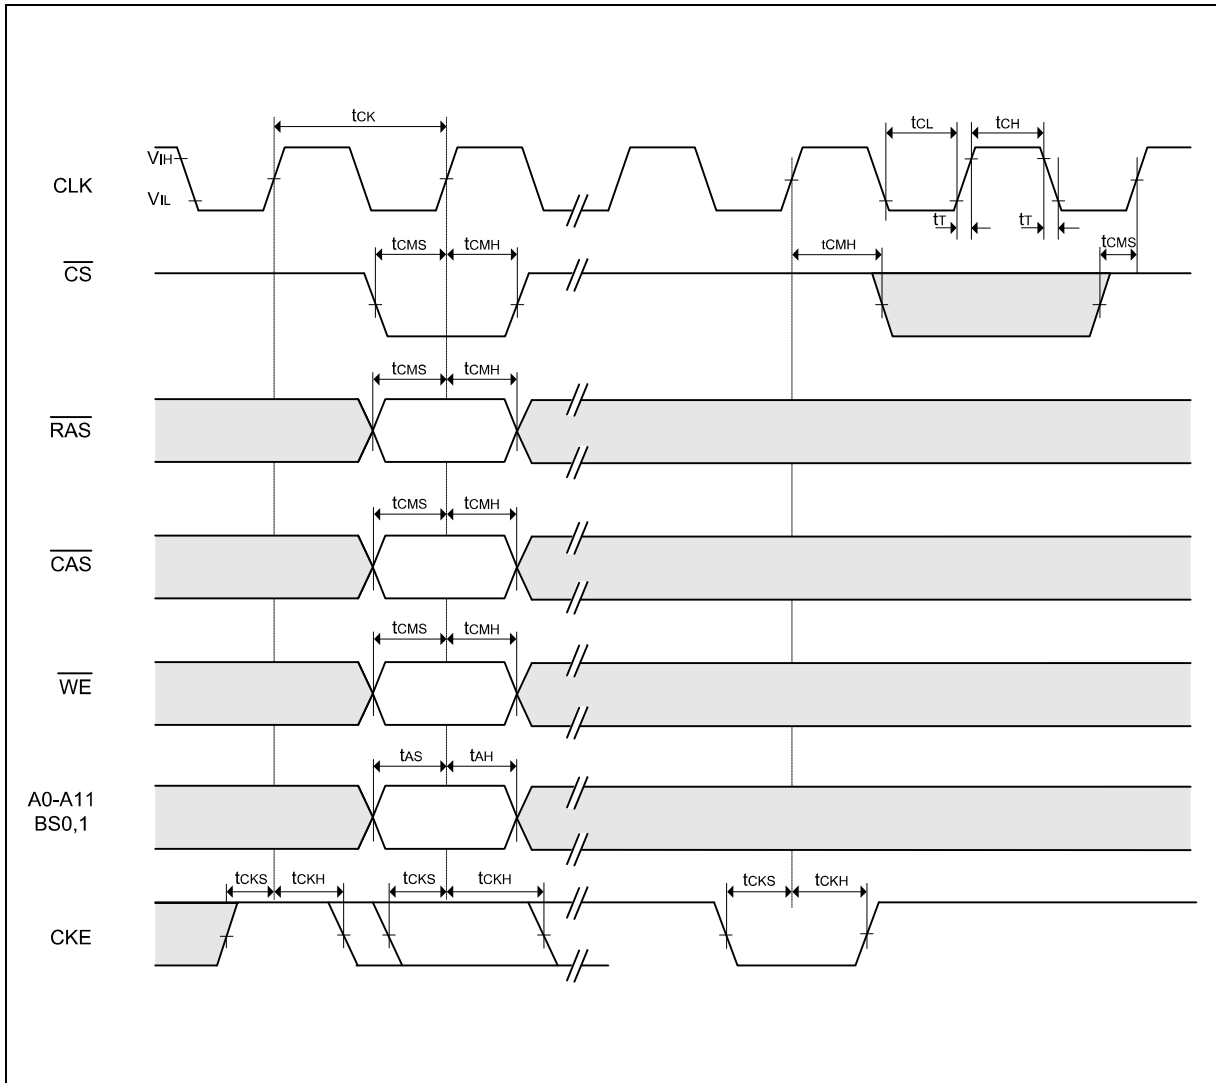 tCK
tCL
tCH
VIH
CLK
VIL
tT
tT
tCMS
tCMH
tCMH
tCMS
CS
tCMS
tCMH
RAS
tCMS
tCMH
CAS
tCMS
tCMH
WE
tAS
tAH
A0-A11
BS0,1
tCKS
tCKH
tCKS
tCKH
tCKS
tCKH
CKE